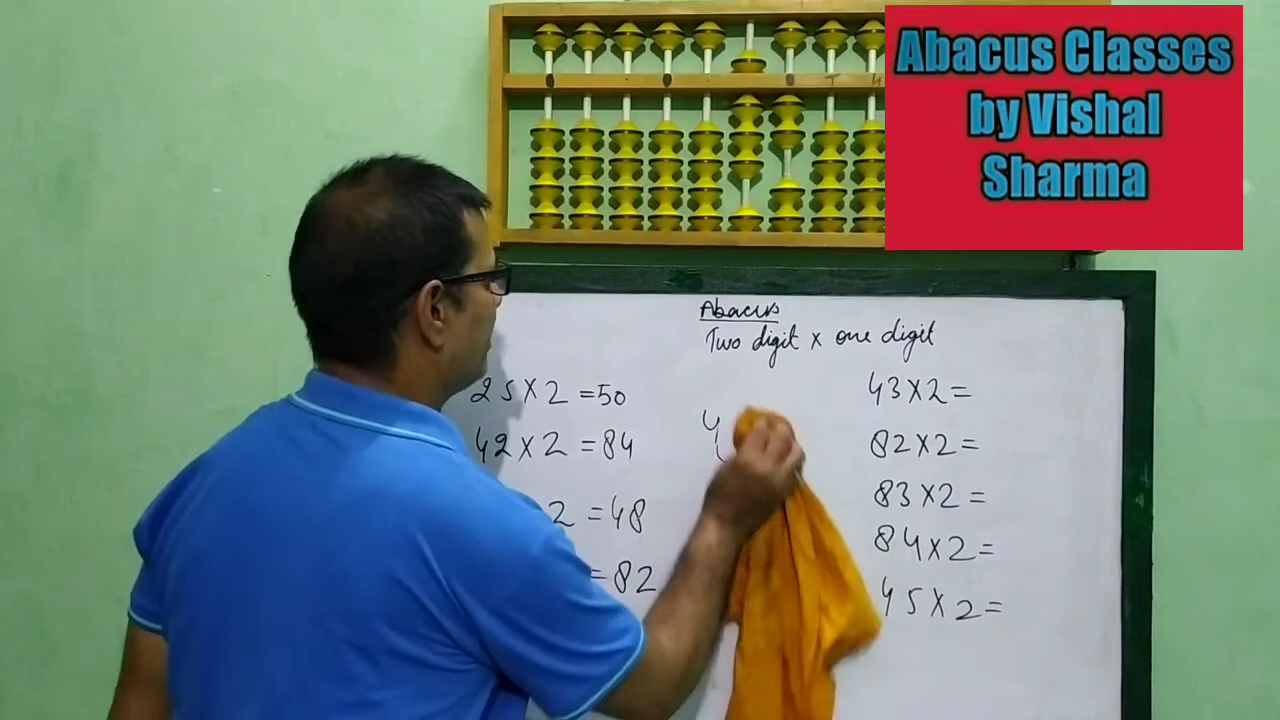 Abacus Classes
by Vishal
Sharma
Abacus
Two digit x one digit
25X2=50
42X2=84
2=48
=82
4
43X2=
82X2=
83X2=
84X2=
45X2=